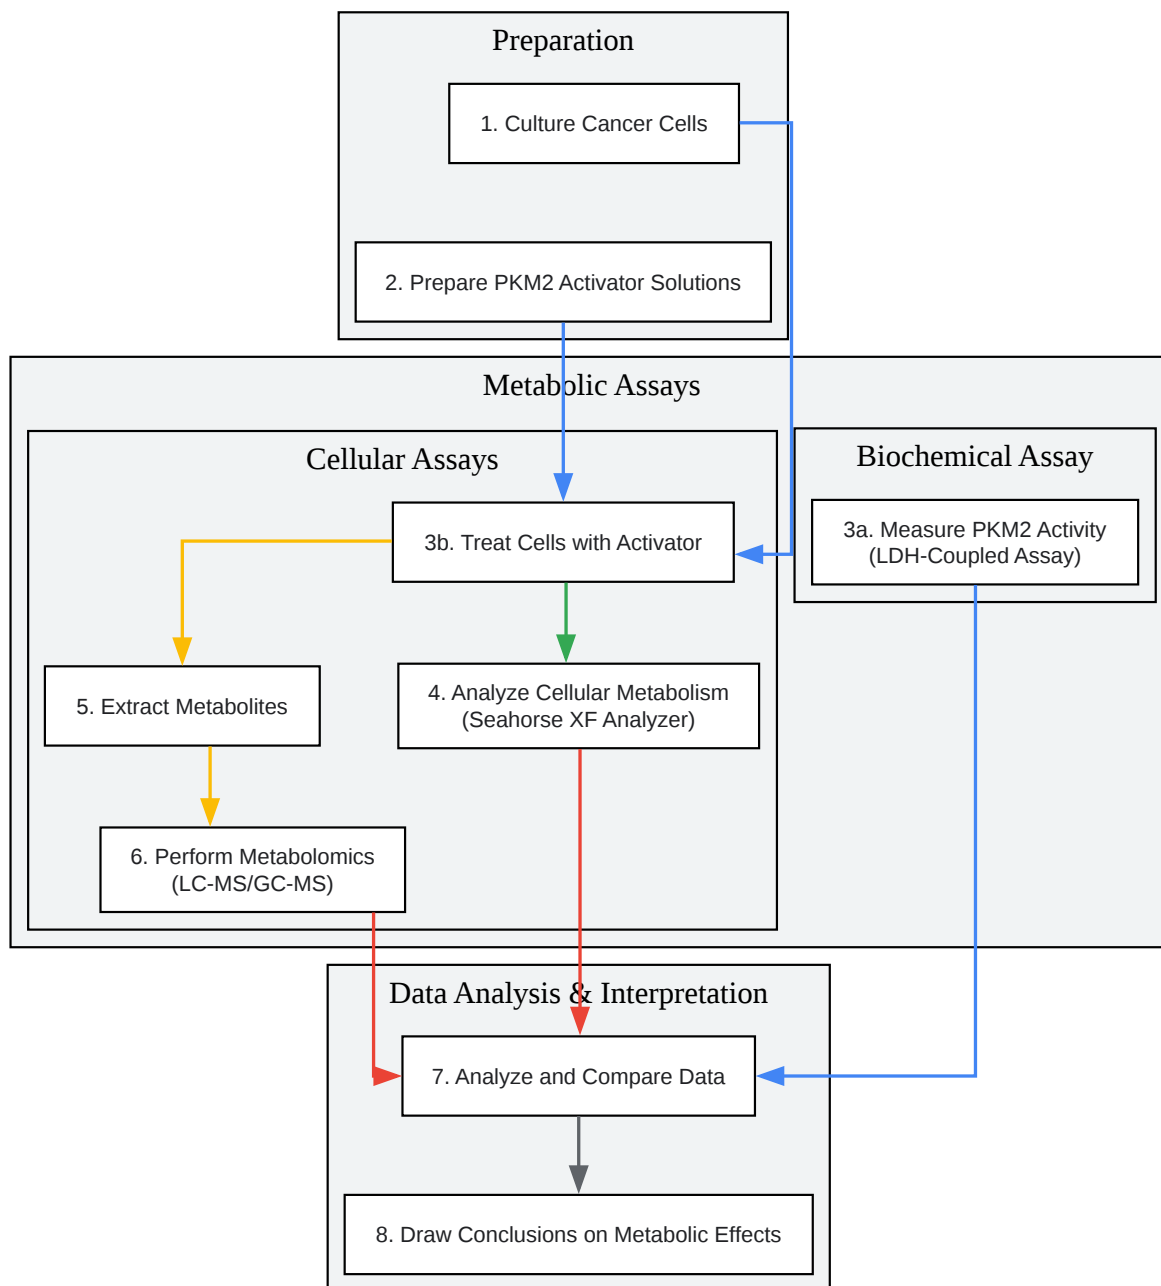 Preparation
1. Culture Cancer Cells
2. Prepare PKM2 Activator Solutions
Metabolic Assays
Cellular Assays
Biochemical Assay
3b. Treat Cells with Activator
3a. Measure PKM2 Activity
(LDH-Coupled Assay)
5. Extract Metabolites
4. Analyze Cellular Metabolism
(Seahorse XF Analyzer)
6. Perform Metabolomics
(LC-MS/GC-MS)
Data Analysis & Interpretation
7. Analyze and Compare Data
8. Draw Conclusions on Metabolic Effects